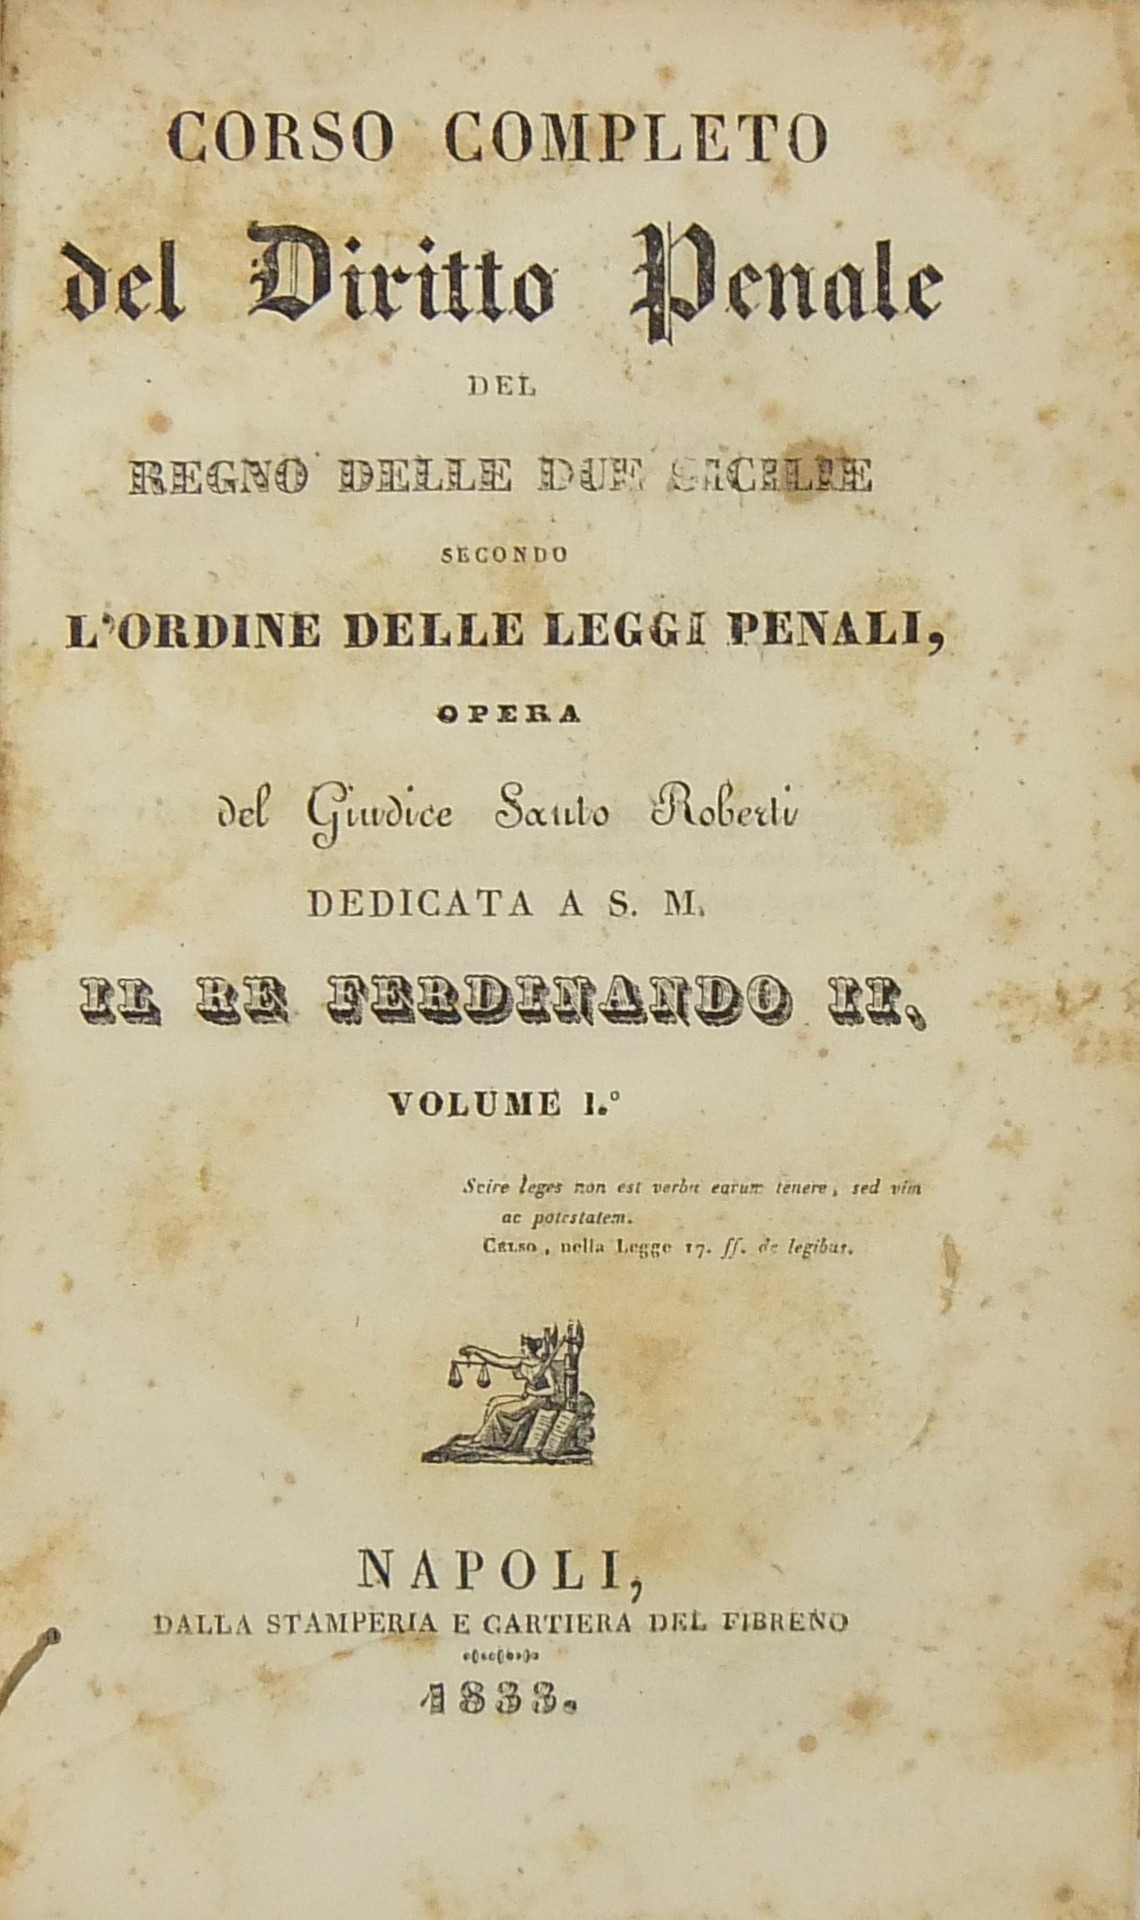 CORSO COMPLETO
del Diritto Penale
DEL
REGNO DELLE DUE SICILIE
SECONDO
L'ORDINE DELLE LEGGI PENALI,
OPERA
del Giudice Santo Roberti
DEDICATA A S. M.
IL RE FERDINANDO II.
VOLUME I.º
Scire leges non est verba earum tenere, sed vim
ac potestatem.
CELSO, nella Legge 17. ff. de legibus.
NAPOLI,
DALLA STAMPERIA E CARTIERA DEL FIBRENO
1833.